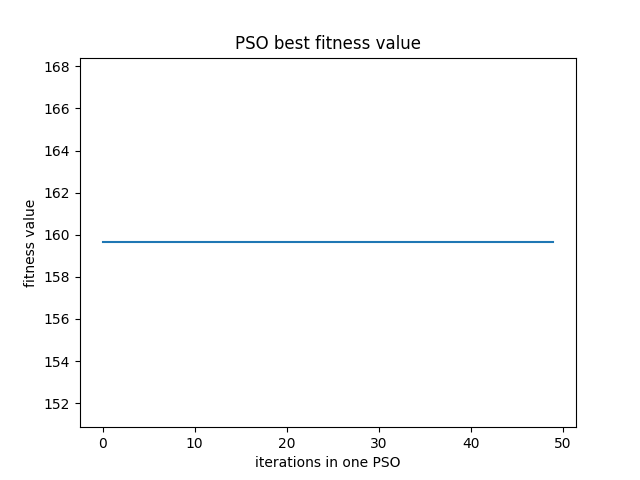 PSO best fitness value
168
166
164
162
160
158
156
154
152
fitness value
0 10 20 30 40 50
iterations in one PSO